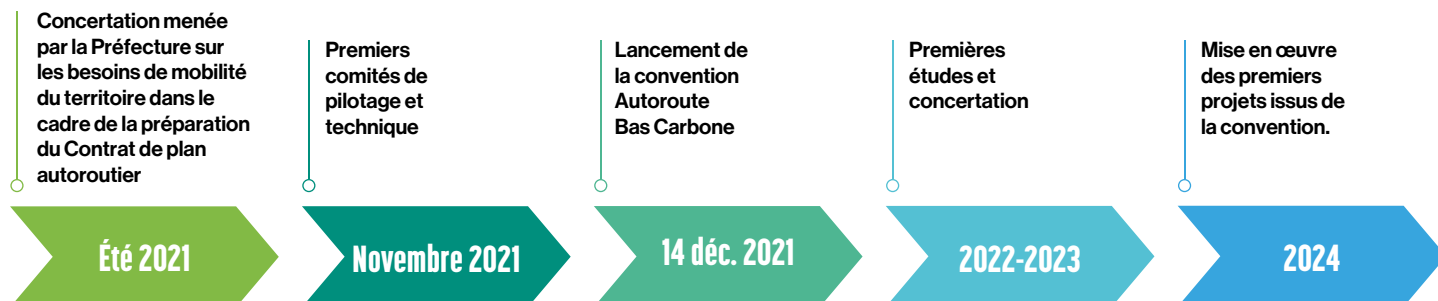 Concertation menée
par la Préfecture sur
les besoins de mobilité
du territoire dans le
cadre de la préparation
du Contrat de plan
autoroutier
Été 2021
Premiers
comités de
pilotage et
technique
Novembre 2021
Lancement de
la convention
Autoroute
Bas Carbone
14 déc. 2021
Premières
études et
concertation
2022-2023
Mise en œuvre
des premiers
projets issus de
la convention.
2024